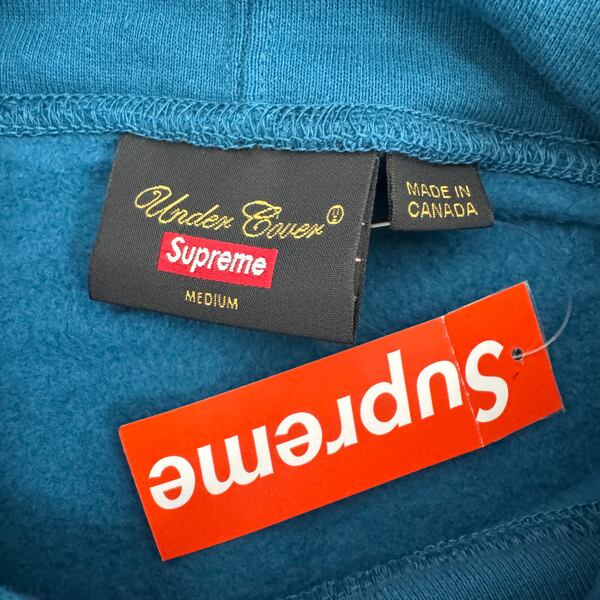 Under Cover
Supreme
MEDIUM
MADE IN
CANADA
Supreme